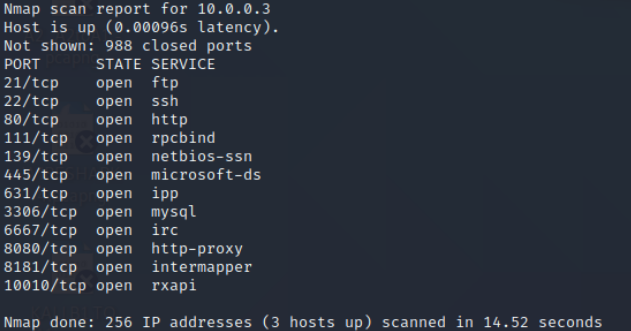 Nmap scan report for 10.0.0.3
Host is up (0.00096s latency).
Not shown: 988 closed ports
PORT      STATE SERVICE
21/tcp    open  ftp
22/tcp    open  ssh
80/tcp    open  http
111/tcp   open  rpcbind
139/tcp   open  netbios-ssn
445/tcp   open  microsoft-ds
631/tcp   open  ipp
3306/tcp  open  mysql
6667/tcp  open  irc
8080/tcp  open  http-proxy
8181/tcp  open  intermapper
10010/tcp open  rxapi
Nmap done: 256 IP addresses (3 hosts up) scanned in 14.52 seconds